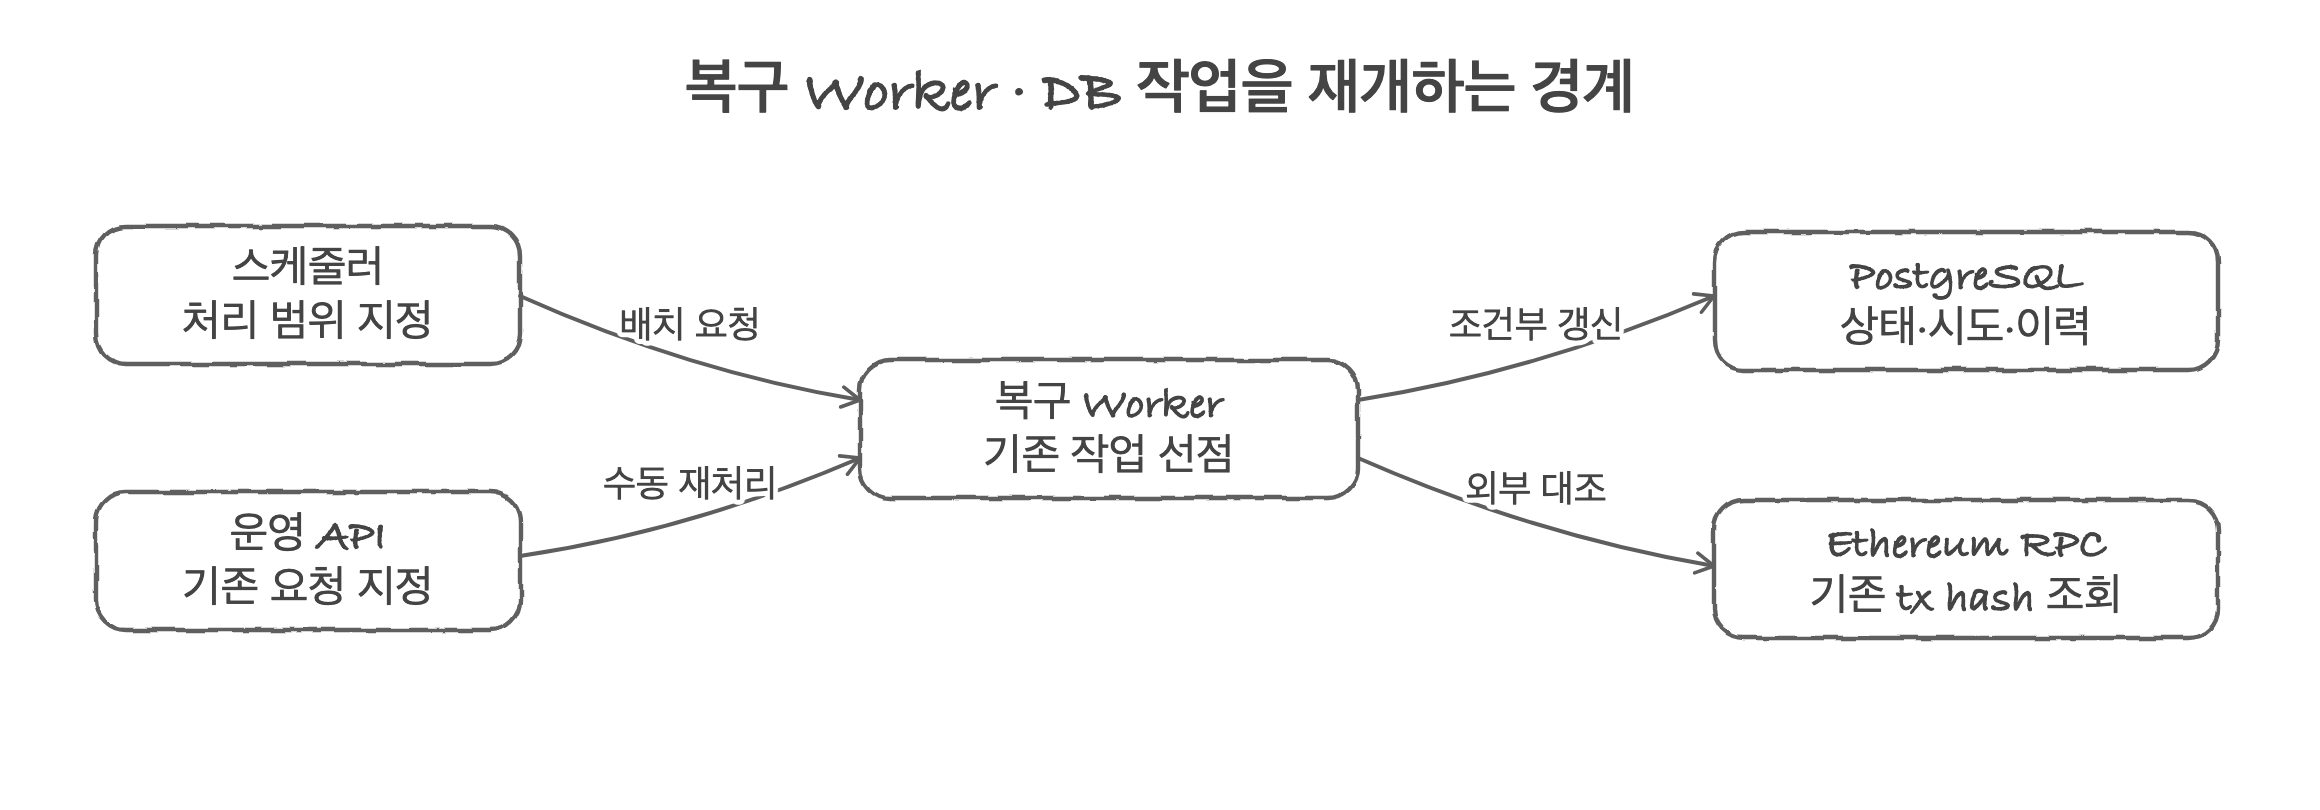 복구 Worker · DB 작업을 재개하는 경계
스케줄러
처리 범위 지정
배치 요청
운영 API
기존 요청 지정
수동 재처리
복구 Worker
기존 작업 선점
조건부 갱신
PostgreSQL
상태·시도·이력
외부 대조
Ethereum RPC
기존 tx hash 조회